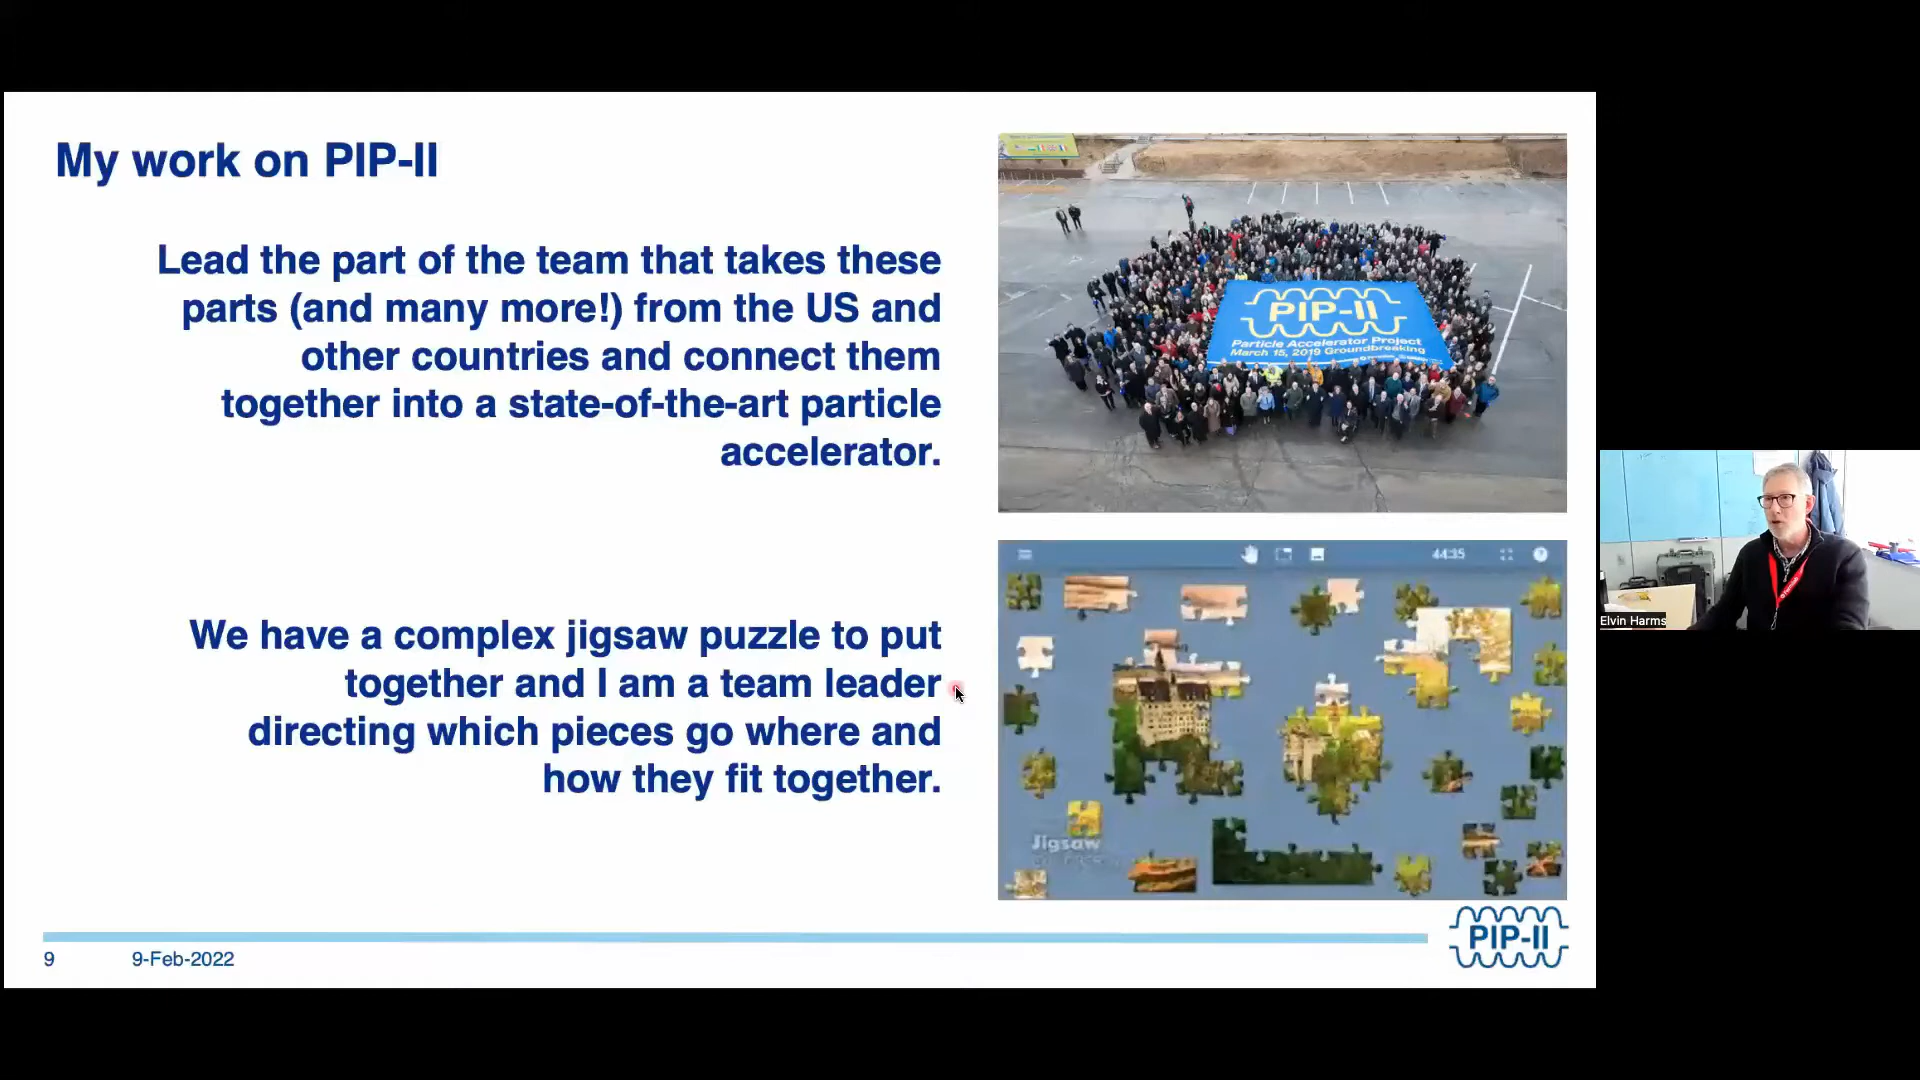 My work on PIP-II
Lead the part of the team that takes these
parts (and many more!) from the US and
other countries and connect them
together into a state-of-the-art particle
accelerator.
PIP-II
Particle Accelerator Project
March 15, 2019 Groundbreaking
We have a complex jigsaw puzzle to put
together and I am a team leader
directing which pieces go where and
how they fit together.
44:35
?
Jigsaw
9
9-Feb-2022
PIP-II
Elvin Harms